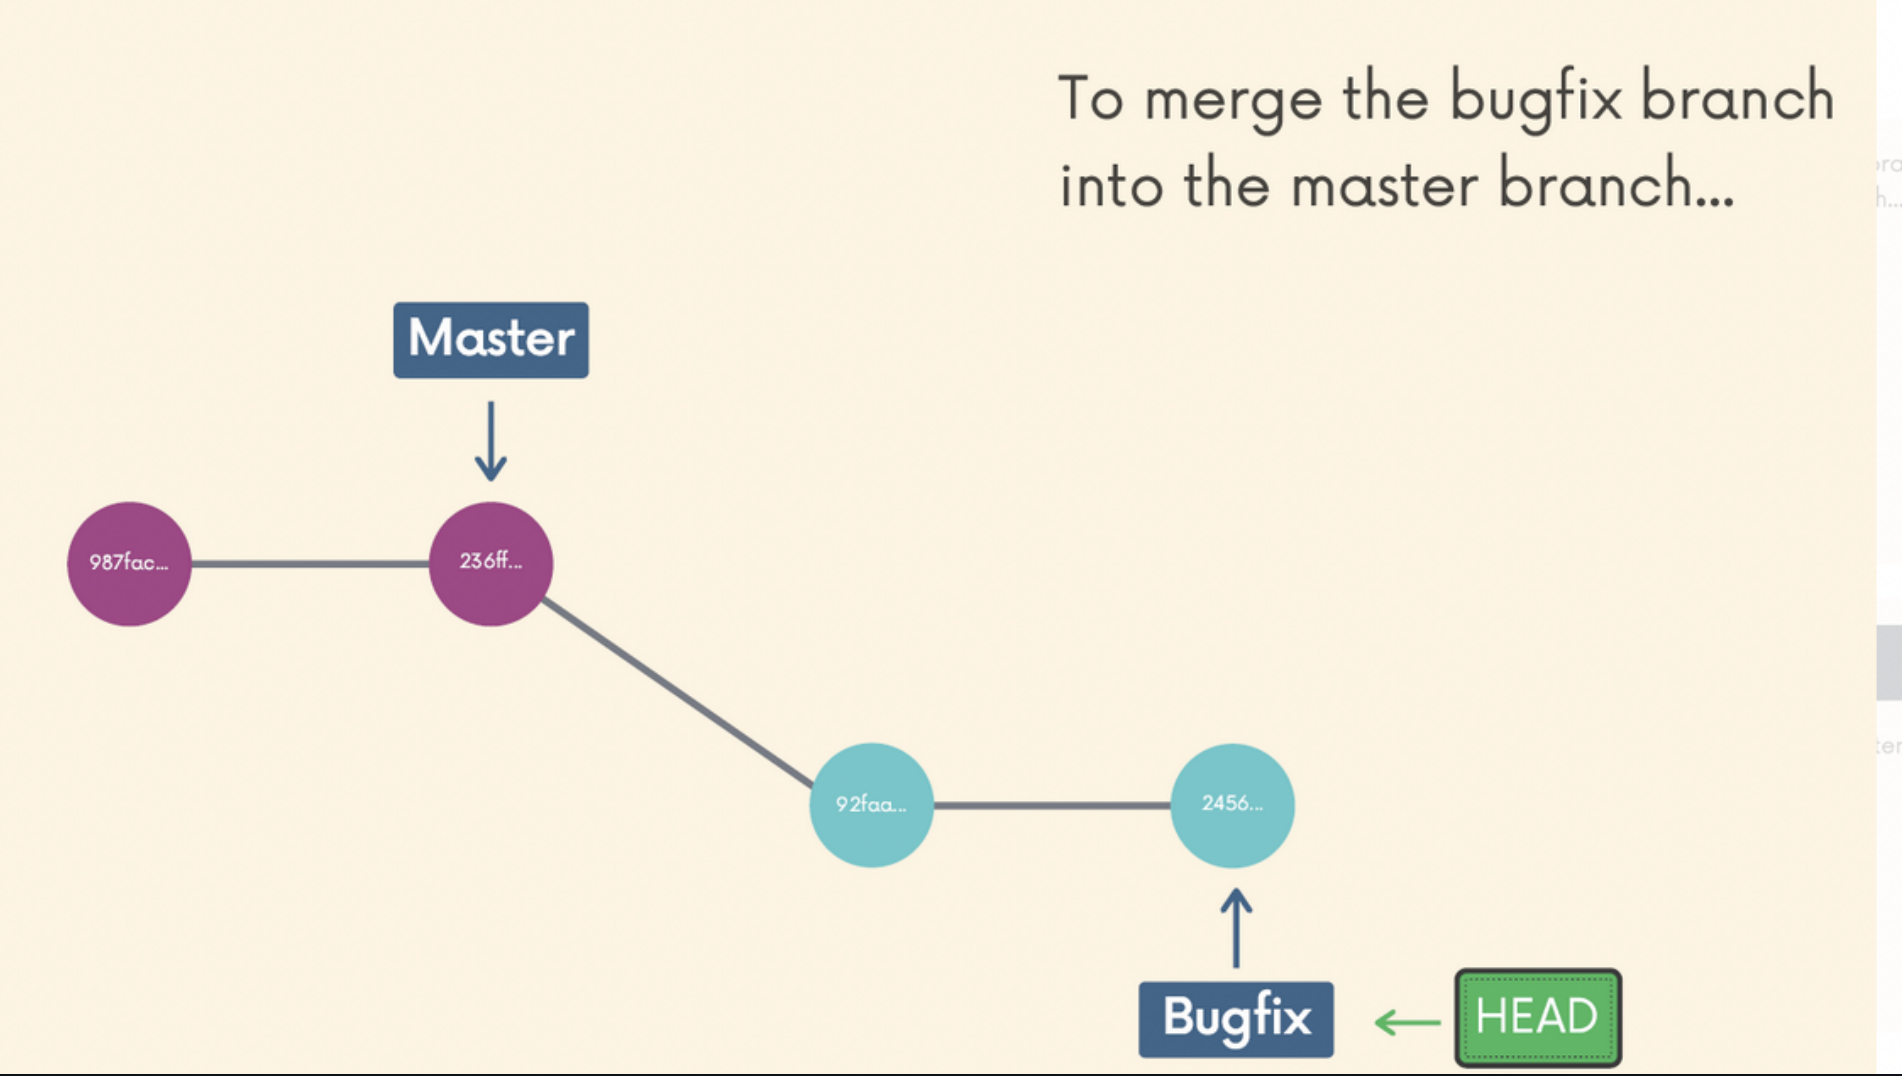 To merge the bugfix branch
into the master branch...
Master
987fac...
236ff...
92faa...
2456...
Bugfix
HEAD